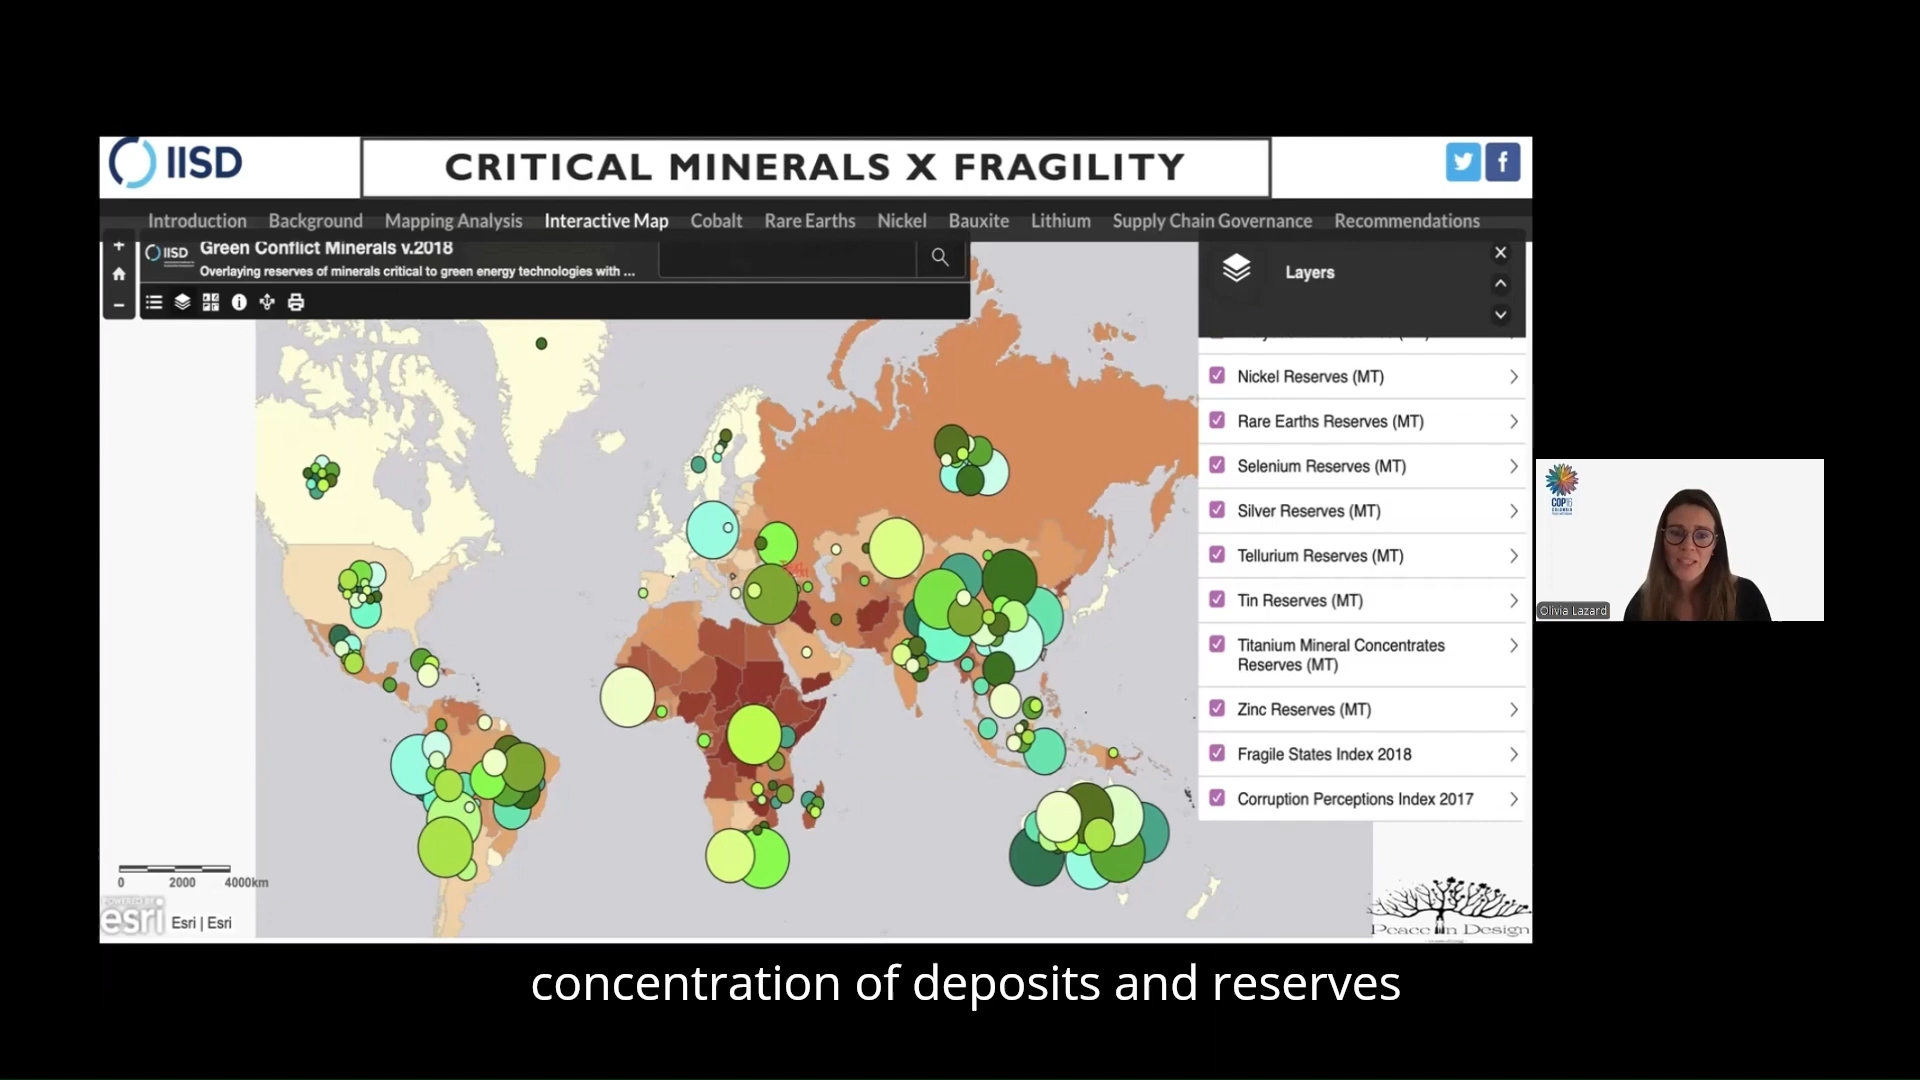 IISD
CRITICAL MINERALS X FRAGILITY
Introduction Background Mapping Analysis Interactive Map Cobalt Rare Earths Nickel Bauxite Lithium Supply Chain Governance Recommendations
IISD
Green Conflict Minerals v.2018
Overlaying reserves of minerals critical to green energy technologies with ...
Layers
Nickel Reserves (MT)
Rare Earths Reserves (MT)
Selenium Reserves (MT)
Silver Reserves (MT)
Tellurium Reserves (MT)
Tin Reserves (MT)
Titanium Mineral Concentrates
Reserves (MT)
Zinc Reserves (MT)
Fragile States Index 2018
Corruption Perceptions Index 2017
COP16
COLOMBIA
Olivia Lazard
0 2000 4000km
POWERED BY
esri
Esri | Esri
Peace in Design
concentration of deposits and reserves